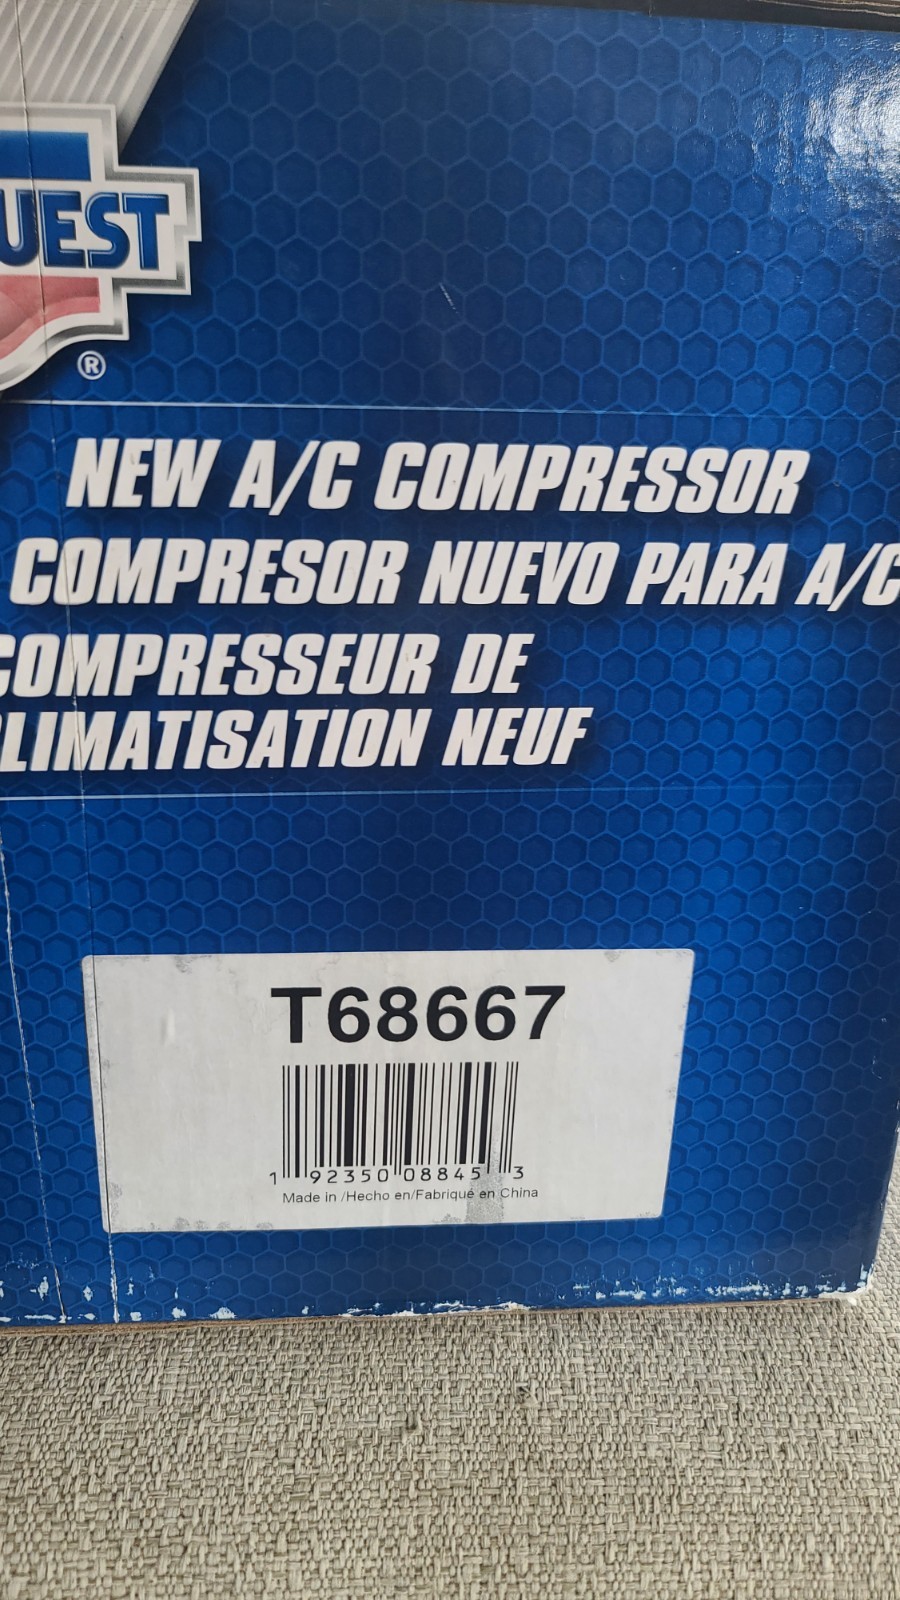 UEST
®
NEW A/C COMPRESSOR
COMPRESOR NUEVO PARA A/C
COMPRESSEUR DE
LIMATISATION NEUF
T68667
1 92350 08845 3
Made in /Hecho en/Fabriqué en China